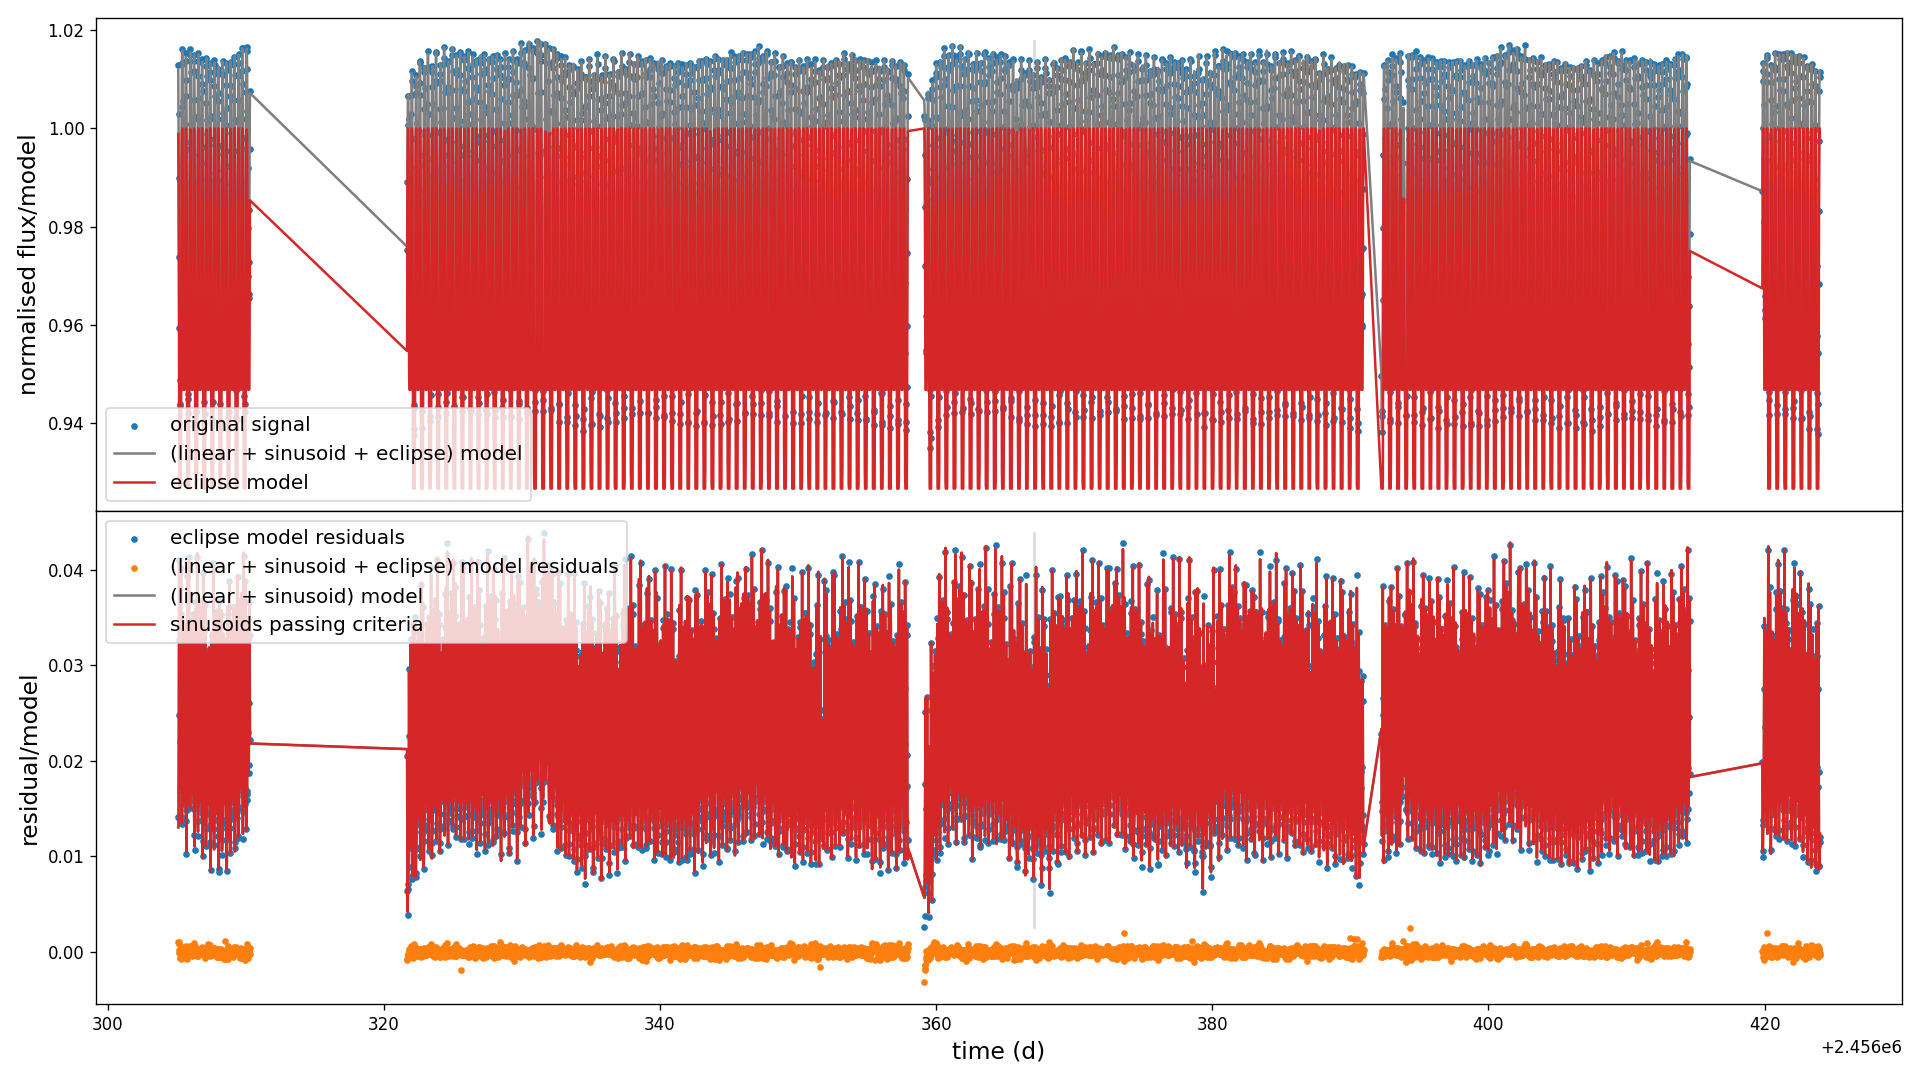 1.02
1.00
0.98
0.96
0.94
normalised flux/model
original signal
(linear + sinusoid + eclipse) model
eclipse model
eclipse model residuals
(linear + sinusoid + eclipse) model residuals
(linear + sinusoid) model
sinusoids passing criteria
0.04
0.03
0.02
0.01
0.00
residual/model
300
320
340
360
380
400
420
time (d)
+2.456e6